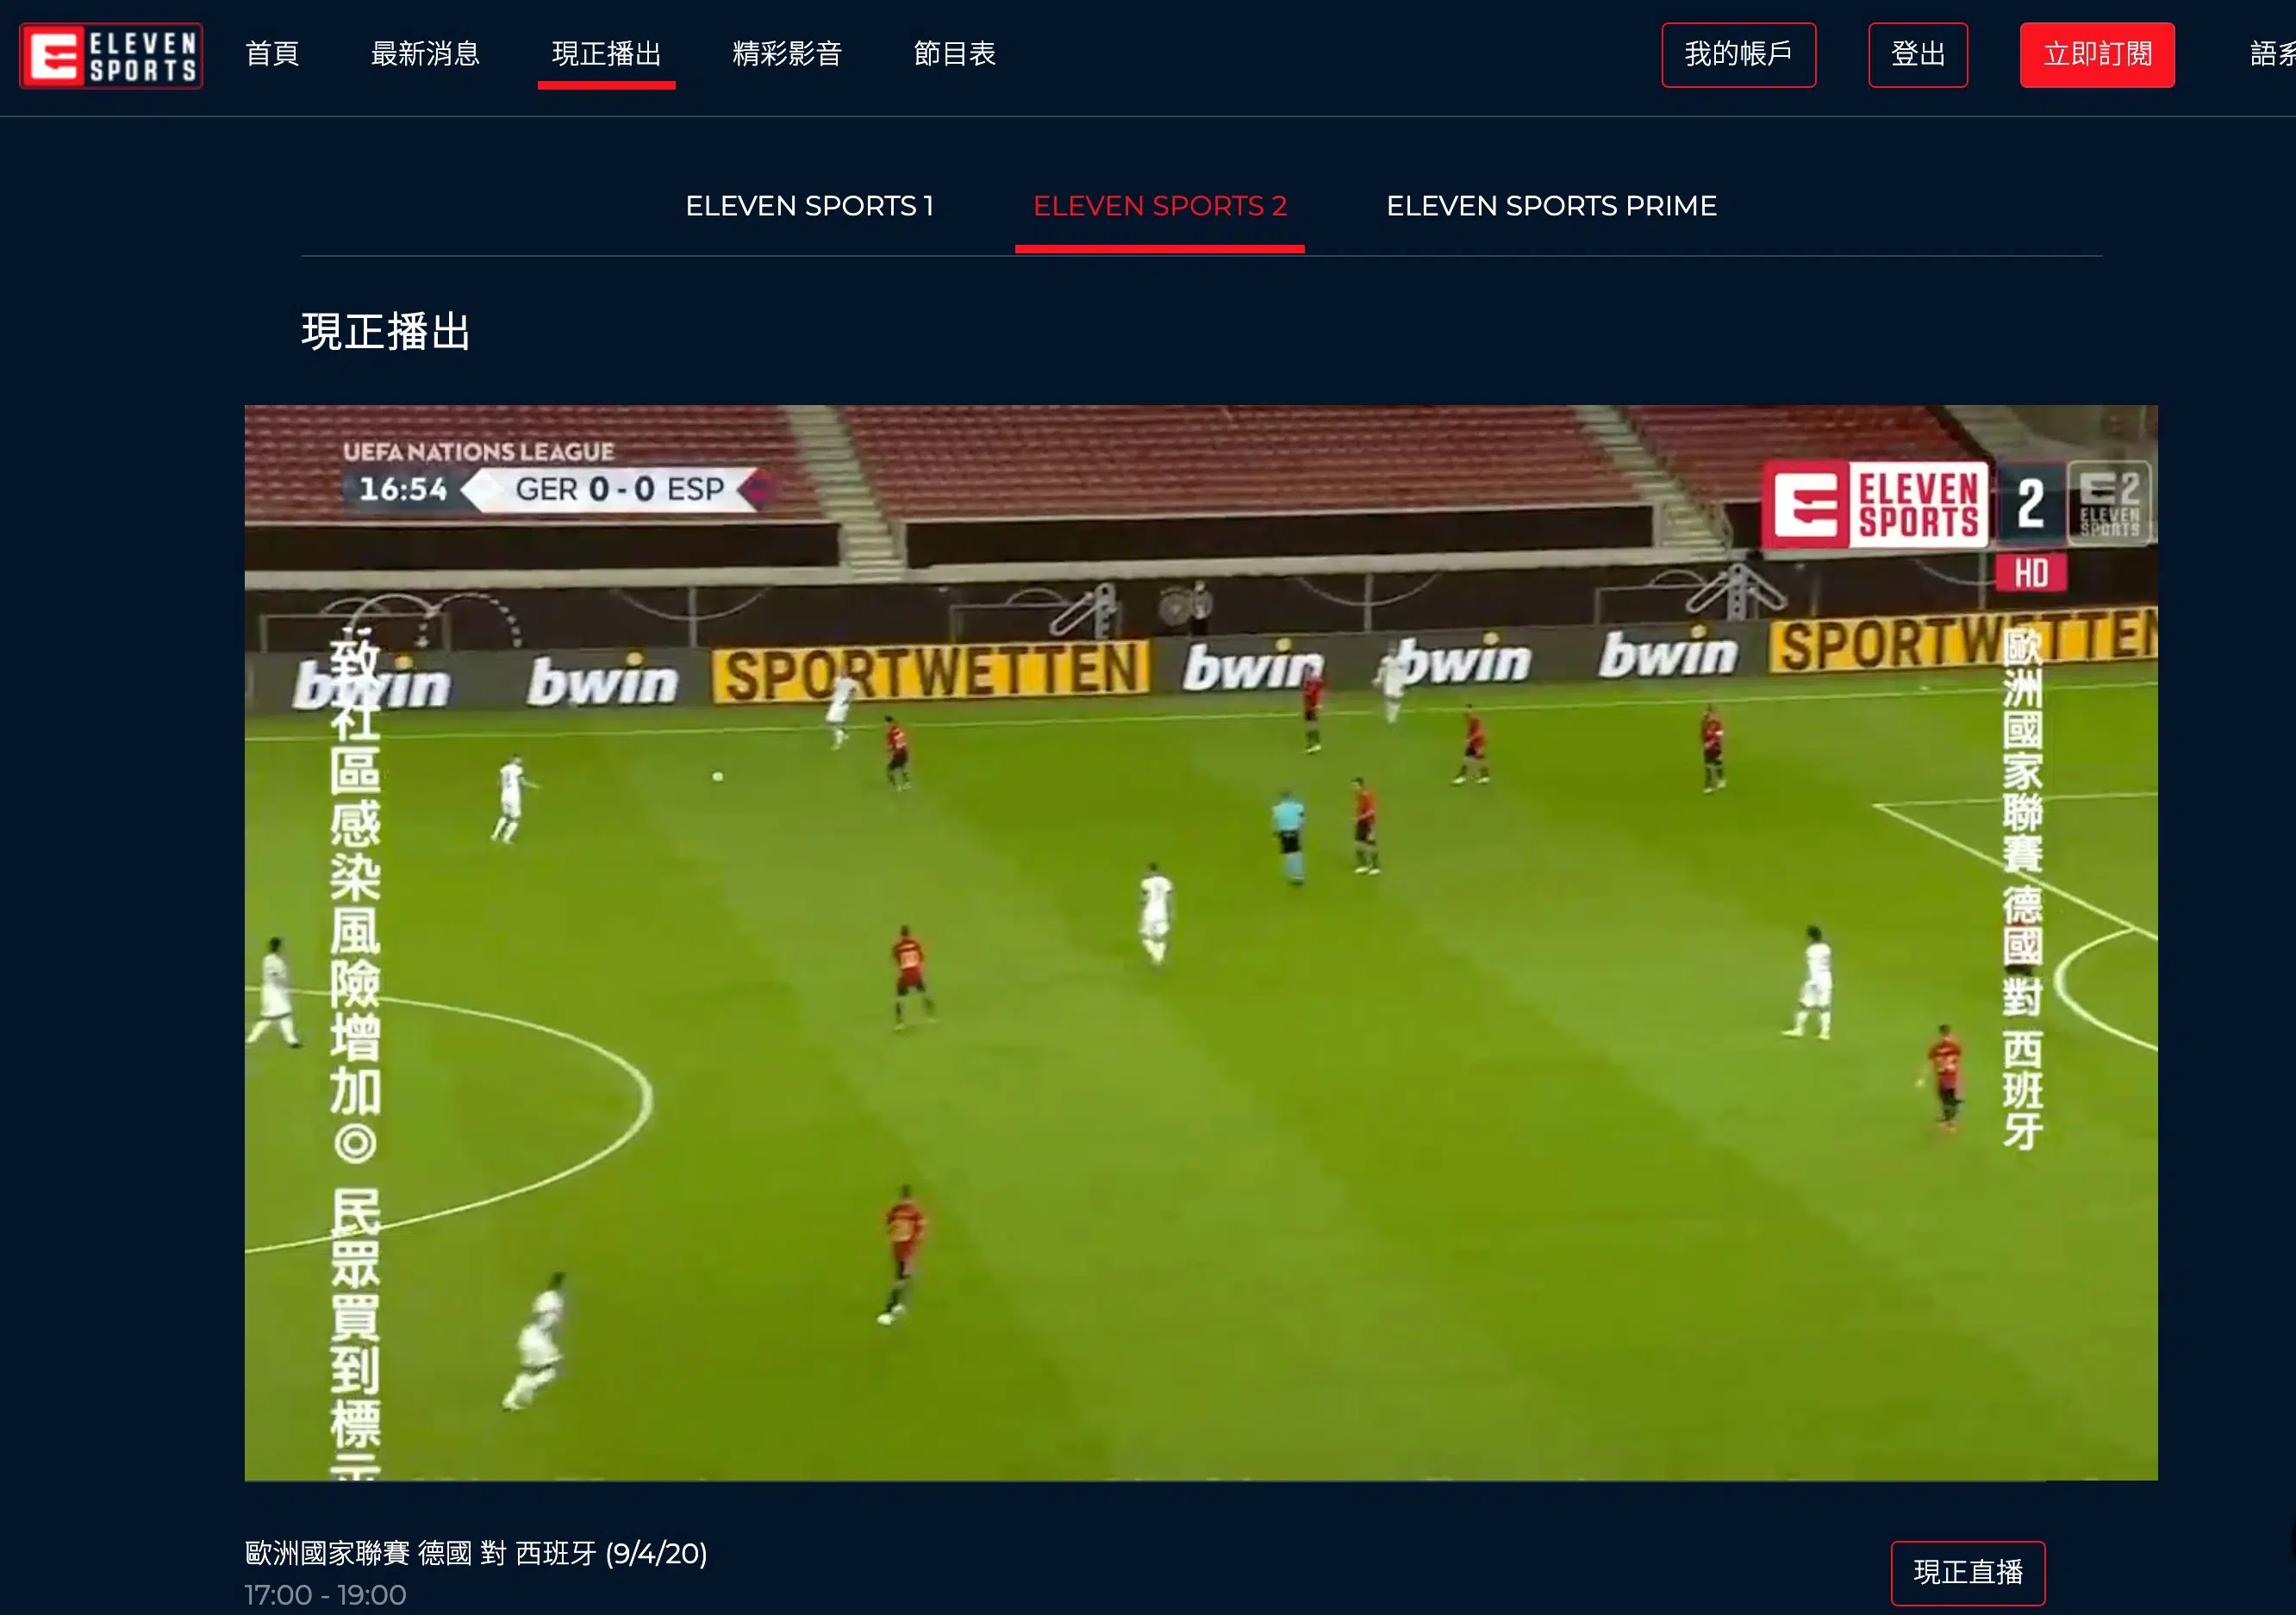 ELEVEN
SPORTS
首頁
最新消息
現正播出
精彩影音
節目表
我的帳戶
登出
立即訂閱
語系
ELEVEN SPORTS 1
ELEVEN SPORTS 2
ELEVEN SPORTS PRIME
現正播出
UEFA NATIONS LEAGUE
16:54 GER 0 - 0 ESP
ELEVEN
SPORTS
2
HD
E2
ELEVEN
SPORTS
bwin bwin SPORTWETTEN bwin bwin bwin SPORTWETTEN
致社區感染風險增加◎ 民眾買到標示
歐洲國家聯賽 德國 對 西班牙
歐洲國家聯賽 德國 對 西班牙 (9/4/20)
17:00 - 19:00
現正直播